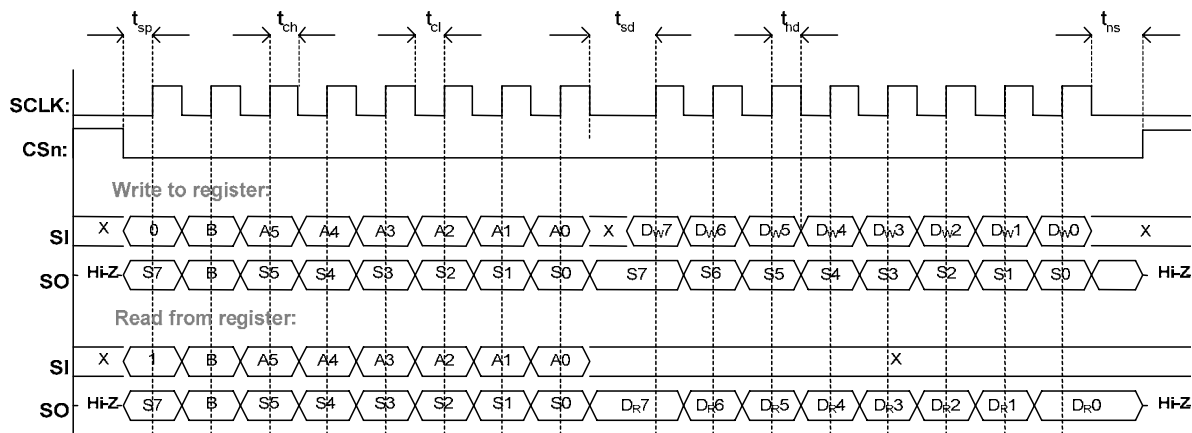 tsp tch tcl tsd thd tns
SCLK:
CSn:
Write to register:
SI X 0 B A5 A4 A3 A2 A1 A0 X DW7 DW6 DW5 DW4 DW3 DW2 DW1 DW0 X
SO Hi-Z S7 B S5 S4 S3 S2 S1 S0 S7 S6 S5 S4 S3 S2 S1 S0 Hi-Z
Read from register:
SI X 1 B A5 A4 A3 A2 A1 A0 X
SO Hi-Z S7 B S5 S4 S3 S2 S1 S0 DR7 DR6 DR5 DR4 DR3 DR2 DR1 DR0 Hi-Z